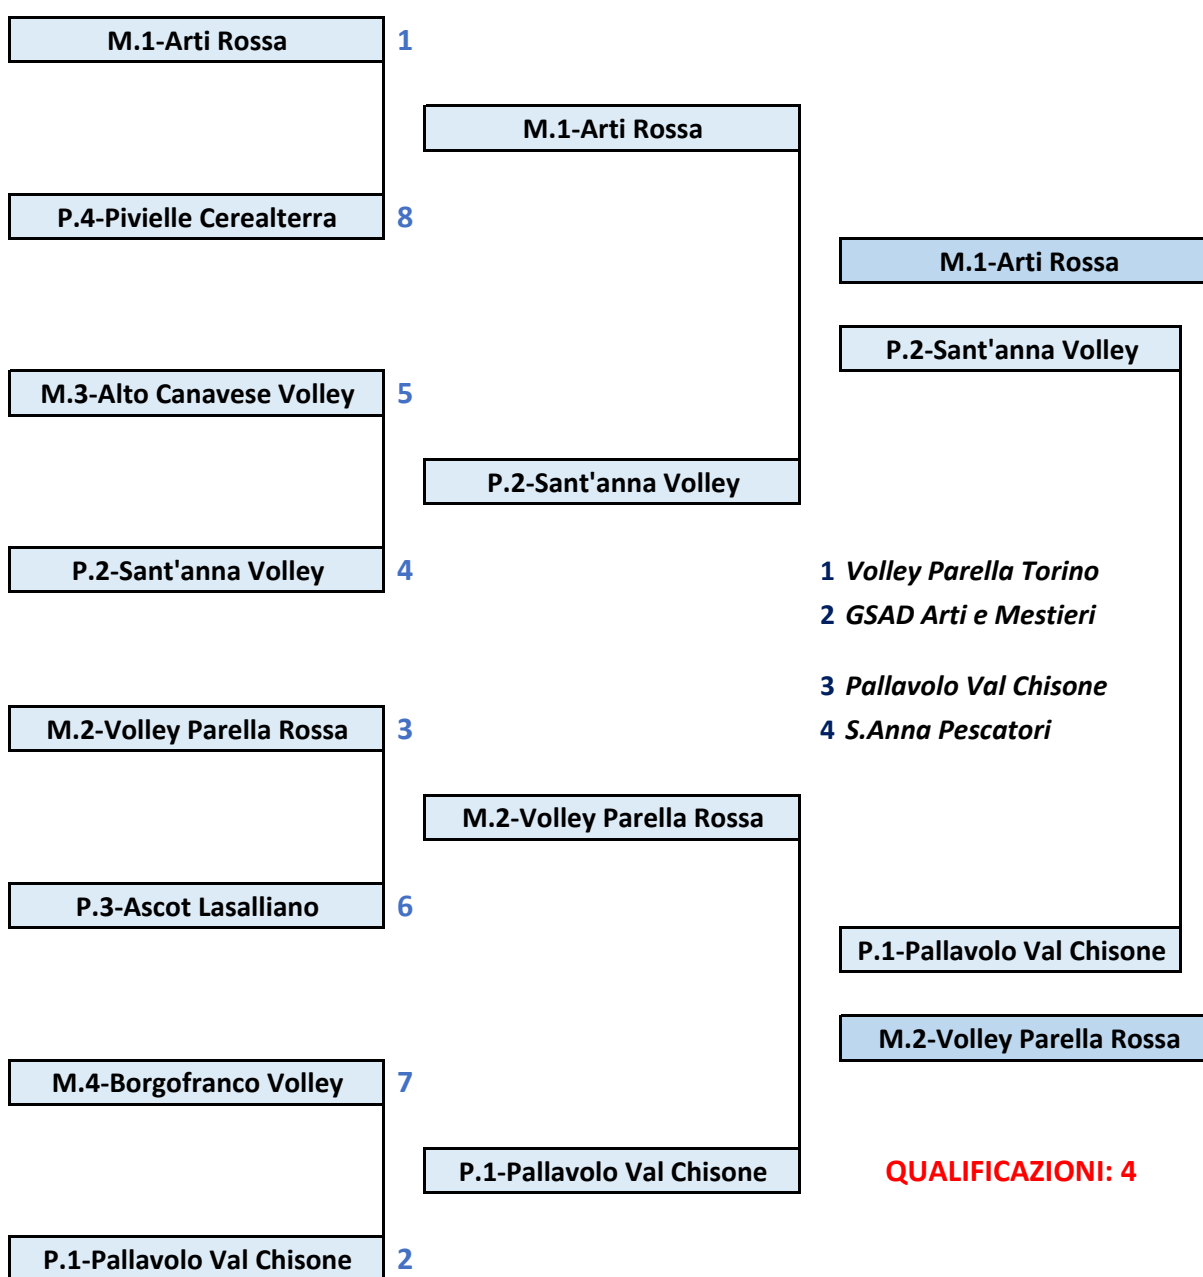 M.1-Arti Rossa 1
M.1-Arti Rossa
P.4-Pivielle Cerealterra 8
M.1-Arti Rossa
P.2-Sant'anna Volley
M.3-Alto Canavese Volley 5
P.2-Sant'anna Volley
P.2-Sant'anna Volley 4
1 Volley Parella Torino
2 GSAD Arti e Mestieri
3 Pallavolo Val Chisone
M.2-Volley Parella Rossa 3
4 S.Anna Pescatori
M.2-Volley Parella Rossa
P.3-Ascot Lasalliano 6
P.1-Pallavolo Val Chisone
M.2-Volley Parella Rossa
M.4-Borgofranco Volley 7
P.1-Pallavolo Val Chisone
QUALIFICAZIONI: 4
P.1-Pallavolo Val Chisone 2